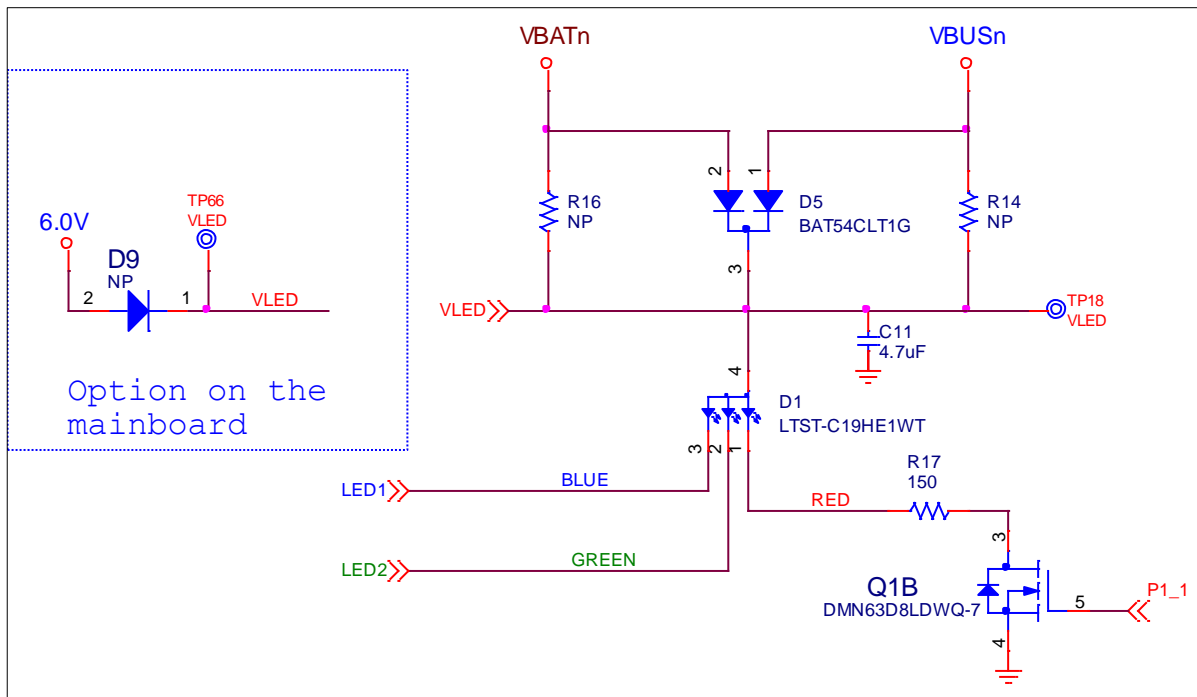 VBATn
VBUSn
R16
NP
2
1
D5
BAT54CLT1G
R14
NP
3
6.0V
TP66
VLED
D9
NP
2
1
VLED
VLED
TP18
VLED
C11
4.7uF
Option on the
mainboard
4
D1
LTST-C19HE1WT
3
2
1
LED1
BLUE
R17
150
RED
LED2
GREEN
3
Q1B
DMN63D8LDWQ-7
5
P1_1
4